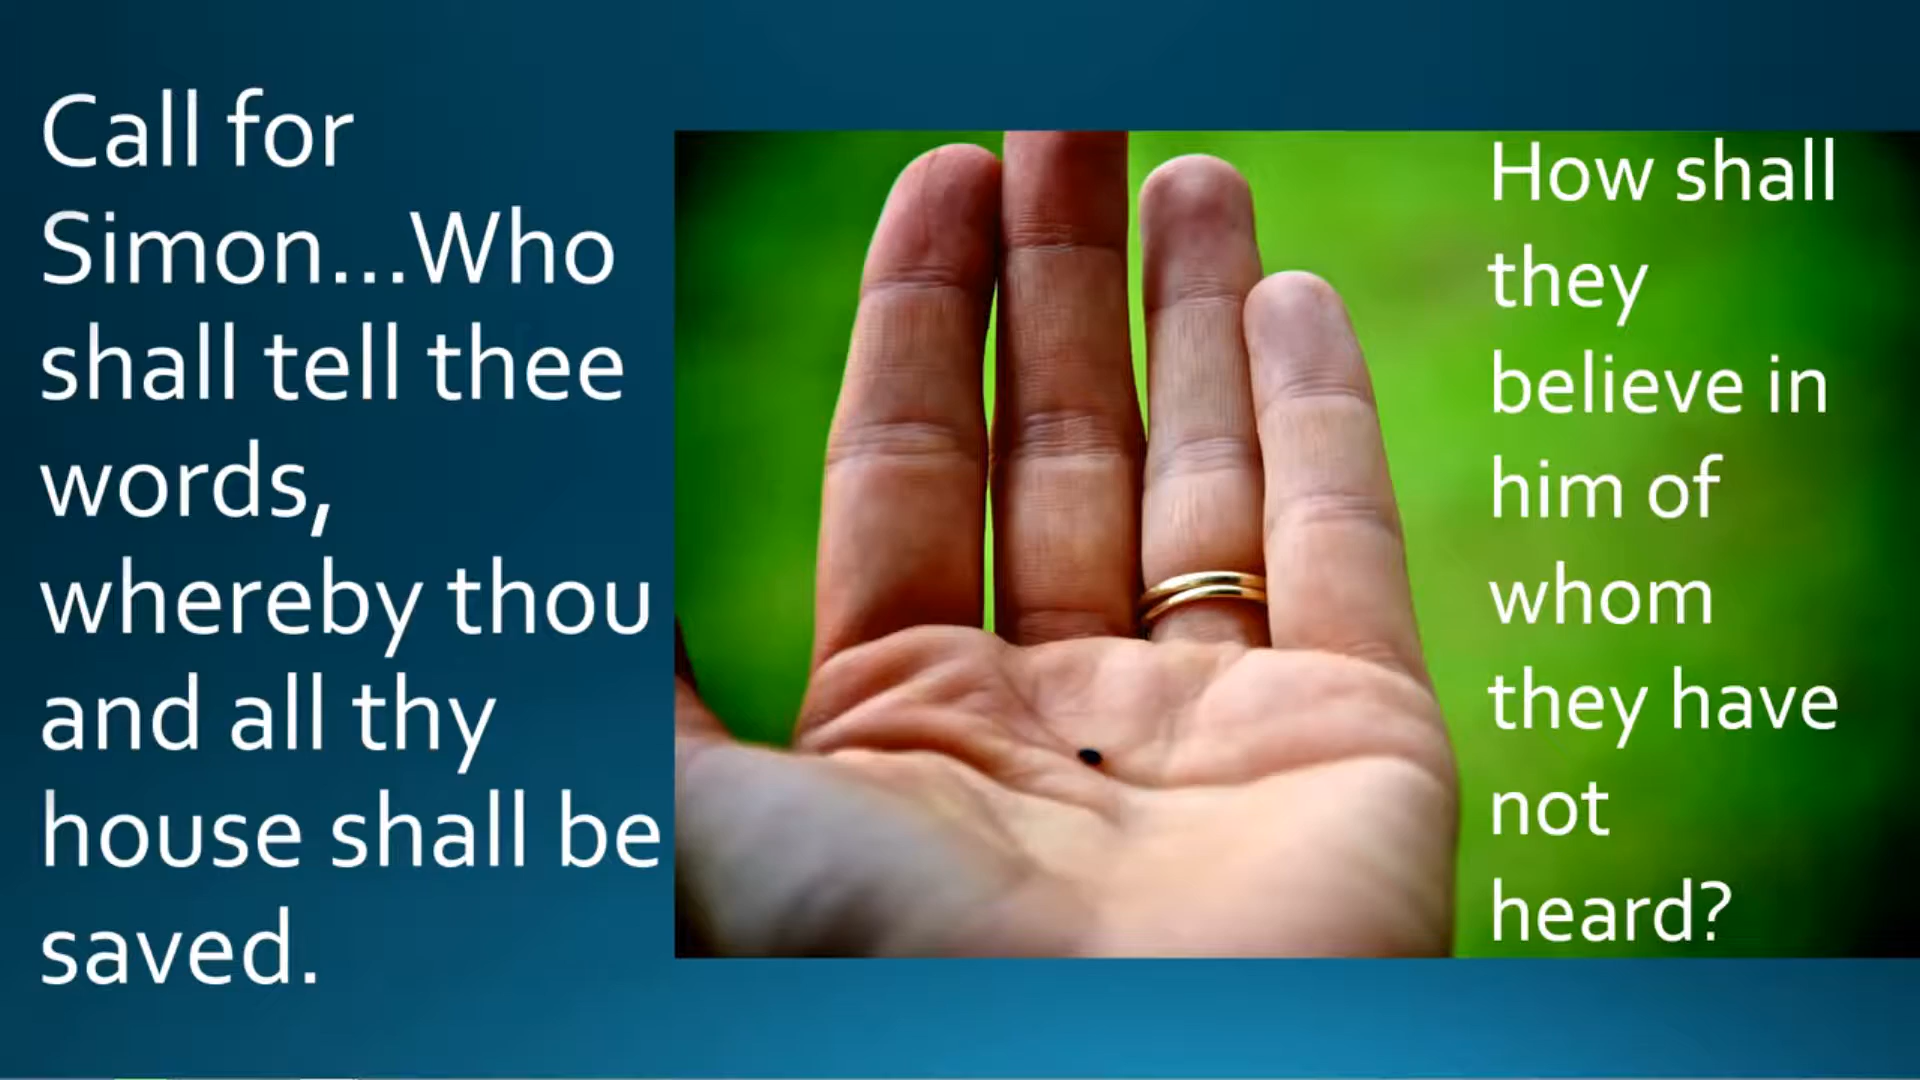 Call for
Simon...Who
shall tell thee
words,
whereby thou
and all thy
house shall be
saved.
How shall
they
believe in
him of
whom
they have
not
heard?